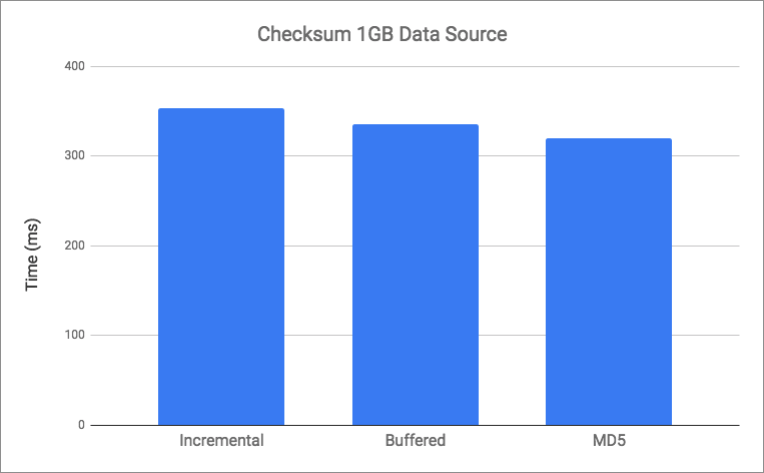 Checksum 1GB Data Source
Time (ms)
400
300
200
100
0
Incremental
Buffered
MD5